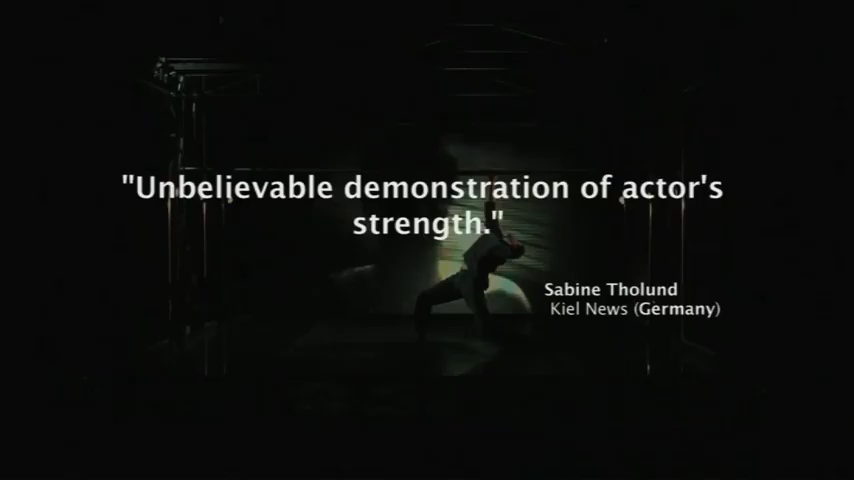 "Unbelievable demonstration of actor's
strength."
Sabine Tholund
Kiel News (Germany)